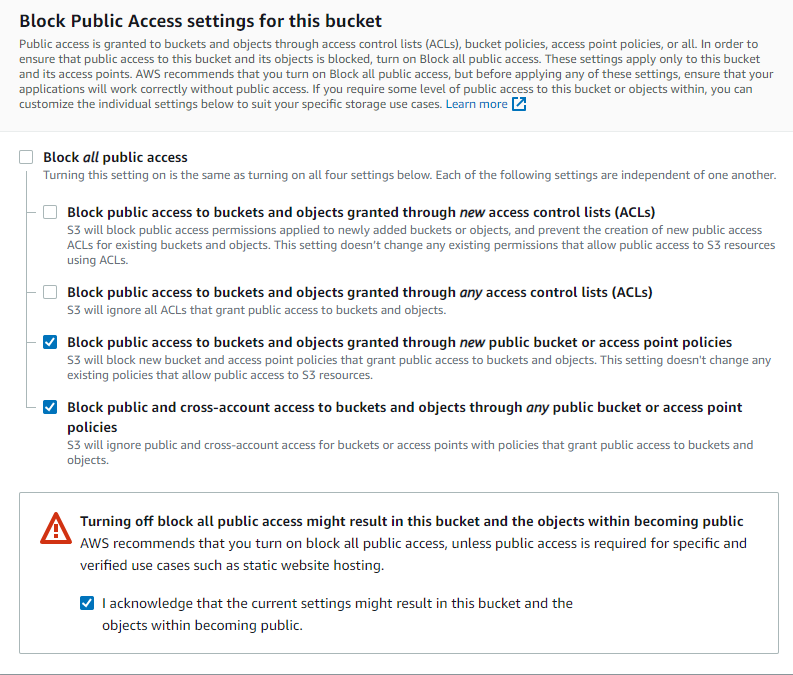 Block Public Access settings for this bucket
Public access is granted to buckets and objects through access control lists (ACLs), bucket policies, access point policies, or all. In order to
ensure that public access to this bucket and its objects is blocked, turn on Block all public access. These settings apply only to this bucket
and its access points. AWS recommends that you turn on Block all public access, but before applying any of these settings, ensure that your
applications will work correctly without public access. If you require some level of public access to this bucket or objects within, you can
customize the individual settings below to suit your specific storage use cases. Learn more
Block all public access
Turning this setting on is the same as turning on all four settings below. Each of the following settings are independent of one another.
Block public access to buckets and objects granted through new access control lists (ACLs)
S3 will block public access permissions applied to newly added buckets or objects, and prevent the creation of new public access
ACLs for existing buckets and objects. This setting doesn't change any existing permissions that allow public access to S3 resources
using ACLs.
Block public access to buckets and objects granted through any access control lists (ACLs)
S3 will ignore all ACLs that grant public access to buckets and objects.
Block public access to buckets and objects granted through new public bucket or access point policies
S3 will block new bucket and access point policies that grant public access to buckets and objects. This setting doesn't change any
existing policies that allow public access to S3 resources.
Block public and cross-account access to buckets and objects through any public bucket or access point
policies
S3 will ignore public and cross-account access for buckets or access points with policies that grant public access to buckets and
objects.
Turning off block all public access might result in this bucket and the objects within becoming public
AWS recommends that you turn on block all public access, unless public access is required for specific and
verified use cases such as static website hosting.
I acknowledge that the current settings might result in this bucket and the
objects within becoming public.